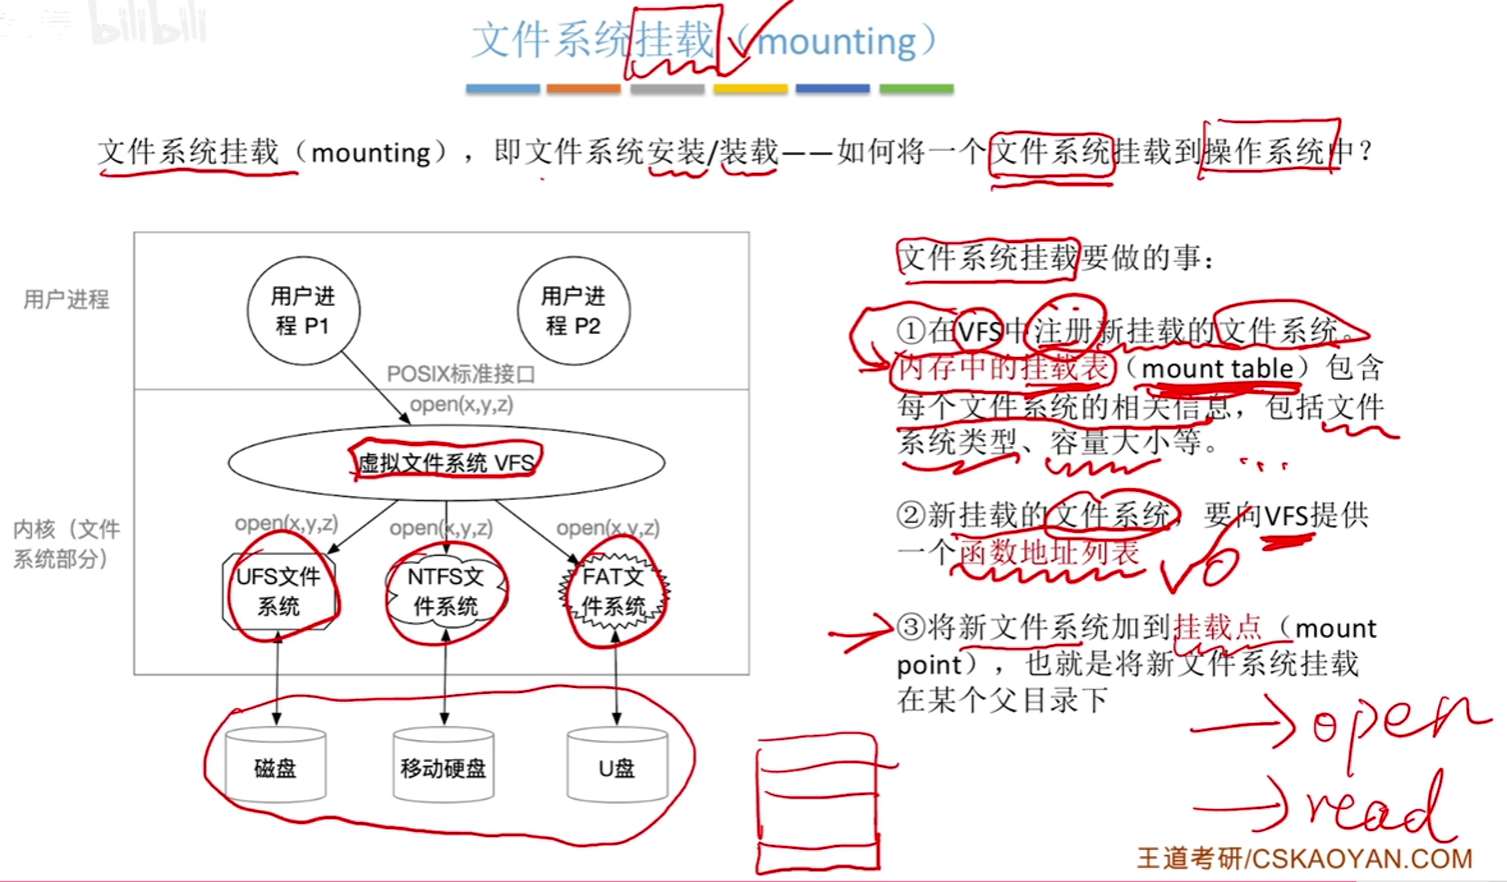 bilibili
文件系统挂载（mounting）
文件系统挂载（mounting），即文件系统安装/装载——如何将一个文件系统挂载到操作系统中？
用户进程
用户进
程 P1
用户进
程 P2
POSIX标准接口
open(x,y,z)
虚拟文件系统 VFS
内核（文件
系统部分）
open(x,y,z)
open(x,y,z)
open(x,y,z)
UFS文件
系统
NTFS文
件系统
FAT文
件系统
磁盘
移动硬盘
U盘
文件系统挂载要做的事：
①在VFS中注册新挂载的文件系统。
内存中的挂载表（mount table）包含
每个文件系统的相关信息，包括文件
系统类型、容量大小等。
②新挂载的文件系统，要向VFS提供
一个函数地址列表
③将新文件系统加到挂载点（mount
point），也就是将新文件系统挂载
在某个父目录下
open
read
王道考研/CSKAOYAN.COM